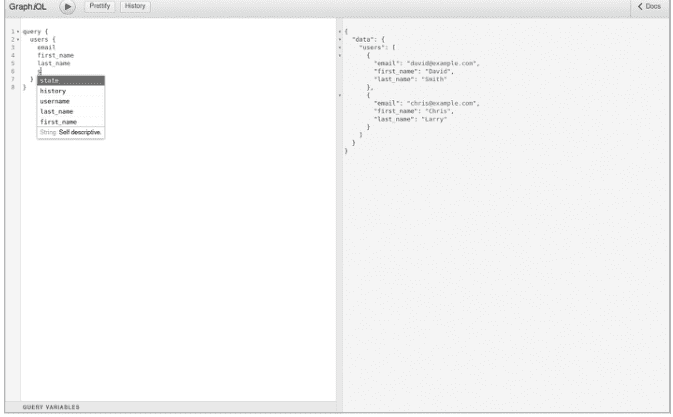 GraphiQL Prettify History < Docs
1 query {
2 users {
3 email
4 first_name
5 last_name
6 s
7 }
8 }
state
history
username
last_name
first_name
String Self descriptive.
{
"data": {
"users": [
{
"email": "david@example.com",
"first_name": "David",
"last_name": "Smith"
},
{
"email": "chris@example.com",
"first_name": "Chris",
"last_name": "Larry"
}
]
}
}
QUERY VARIABLES